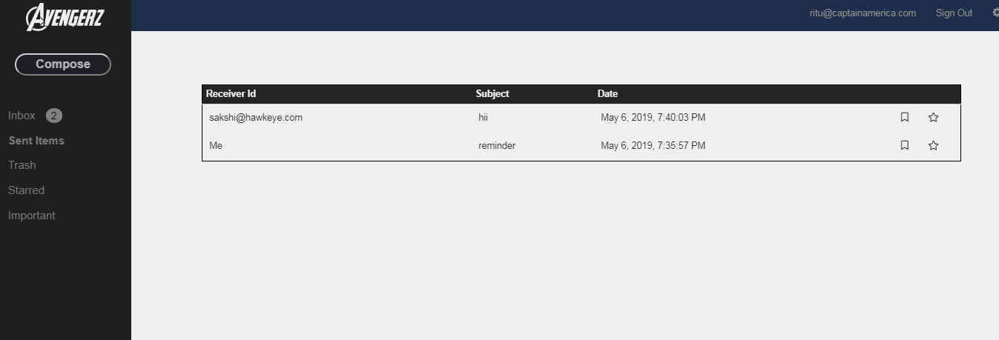 AVENGERZ
ritu@captainamerica.com Sign Out
Compose
Inbox 2
Sent Items
Trash
Starred
Important
Receiver Id Subject Date
sakshi@hawkeye.com hii May 6, 2019, 7:40:03 PM
Me reminder May 6, 2019, 7:35:57 PM